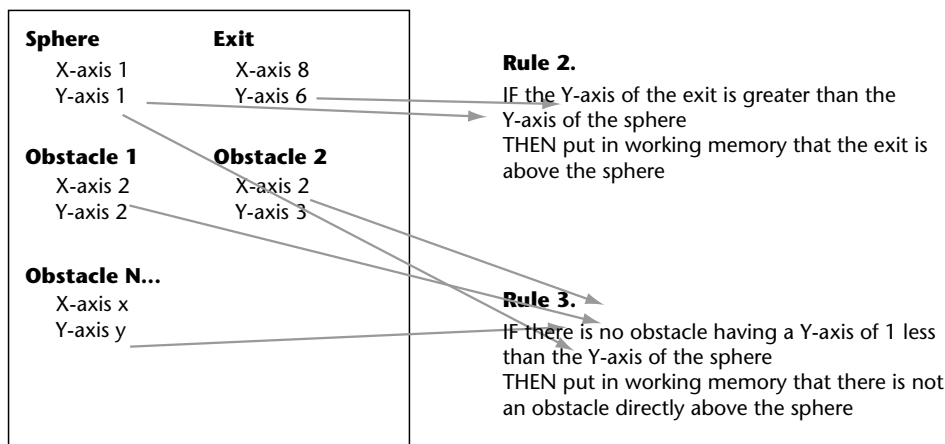 Sphere Exit
X-axis 1 X-axis 8
Y-axis 1 Y-axis 6
Obstacle 1 Obstacle 2
X-axis 2 X-axis 2
Y-axis 2 Y-axis 3
Obstacle N...
X-axis x
Y-axis y
Rule 2.
IF the Y-axis of the exit is greater than the
Y-axis of the sphere
THEN put in working memory that the exit is
above the sphere
Rule 3.
IF there is no obstacle having a Y-axis of 1 less
than the Y-axis of the sphere
THEN put in working memory that there is not
an obstacle directly above the sphere